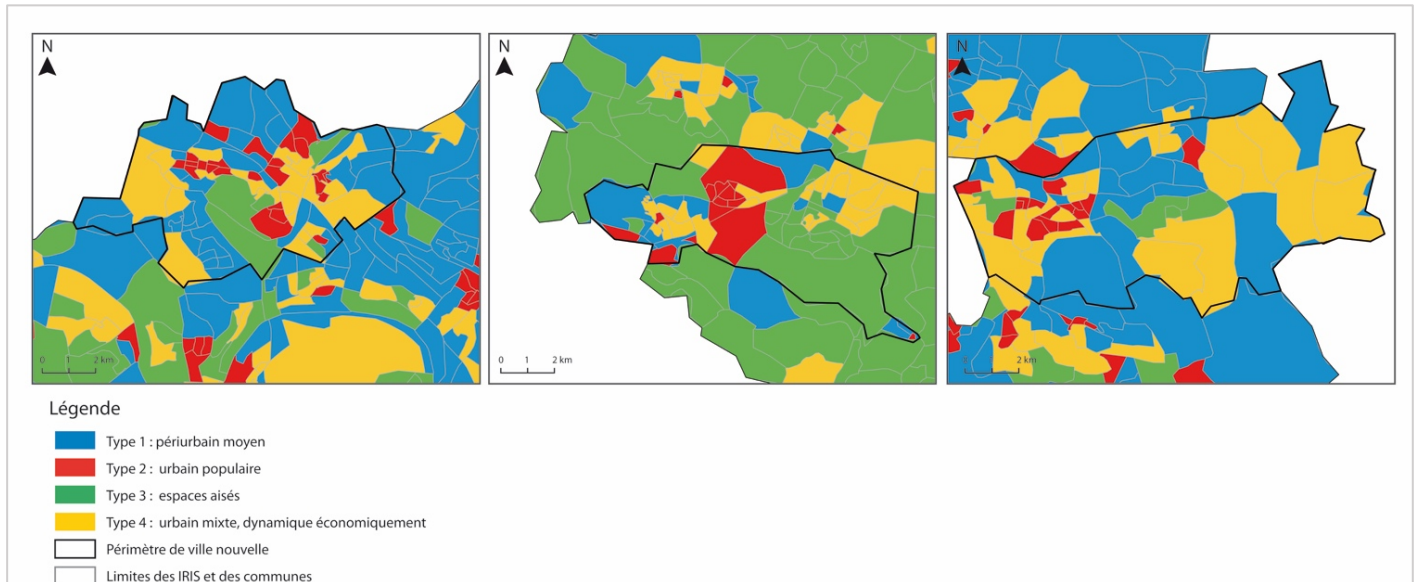 N
N
N
0 1 2 km
0 1 2 km
2 km
Légende
Type 1 : périurbain moyen
Type 2 : urbain populaire
Type 3 : espaces aisés
Type 4 : urbain mixte, dynamique économiquement
Périmètre de ville nouvelle
Limites des IRIS et des communes